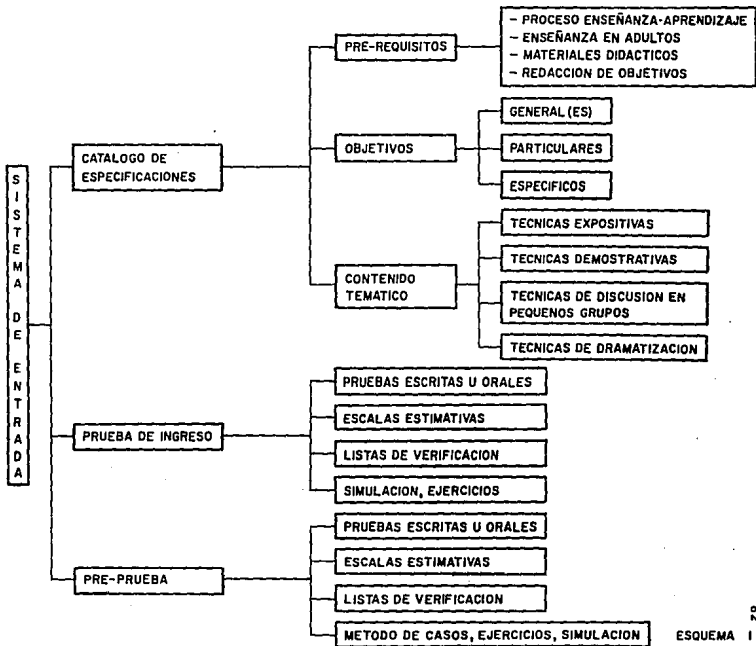 SISTEMA DE ENTRADA
CATALOGO DE
ESPECIFICACIONES
PRE-REQUISITOS
- PROCESO ENSEÑANZA-APRENDIZAJE
- ENSEÑANZA EN ADULTOS
- MATERIALES DIDACTICOS
- REDACCION DE OBJETIVOS
OBJETIVOS
GENERAL (ES)
PARTICULARES
ESPECIFICOS
CONTENIDO
TEMATICO
TECNICAS EXPOSITIVAS
TECNICAS DEMOSTRATIVAS
TECNICAS DE DISCUSION EN
PEQUENOS GRUPOS
TECNICAS DE DRAMATIZACION
PRUEBA DE INGRESO
PRUEBAS ESCRITAS U ORALES
ESCALAS ESTIMATIVAS
LISTAS DE VERIFICACION
SIMULACION, EJERCICIOS
PRE-PRUEBA
PRUEBAS ESCRITAS U ORALES
ESCALAS ESTIMATIVAS
LISTAS DE VERIFICACION
METODO DE CASOS, EJERCICIOS, SIMULACION
ESQUEMA I